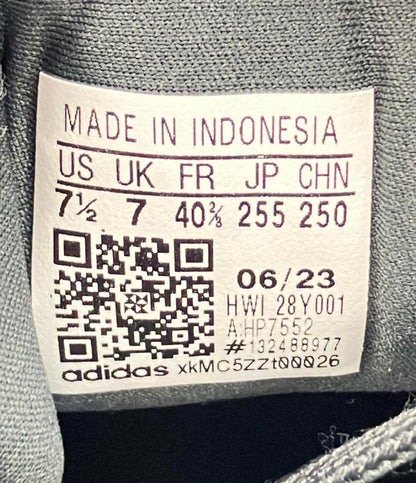 MADE IN INDONESIA
US UK FR JP CHN
7½ 7 40⅔ 255 250
06/23
HWI 28Y001
A:HP7552
#132488977
adidas xkMC5ZZt00026